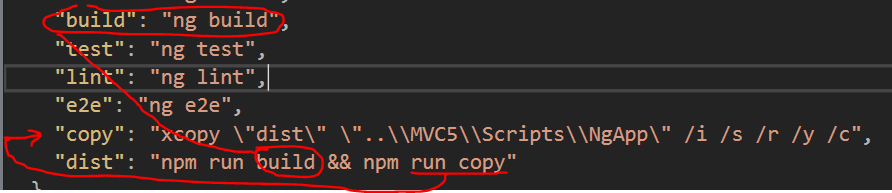 "build": "ng build",
"test": "ng test",
"lint": "ng lint",
"e2e": "ng e2e",
"copy": "xcopy \"dist\" \"..\\MVC5\\Scripts\\NgApp\" /i /s /r /y /c",
"dist": "npm run build && npm run copy"
}